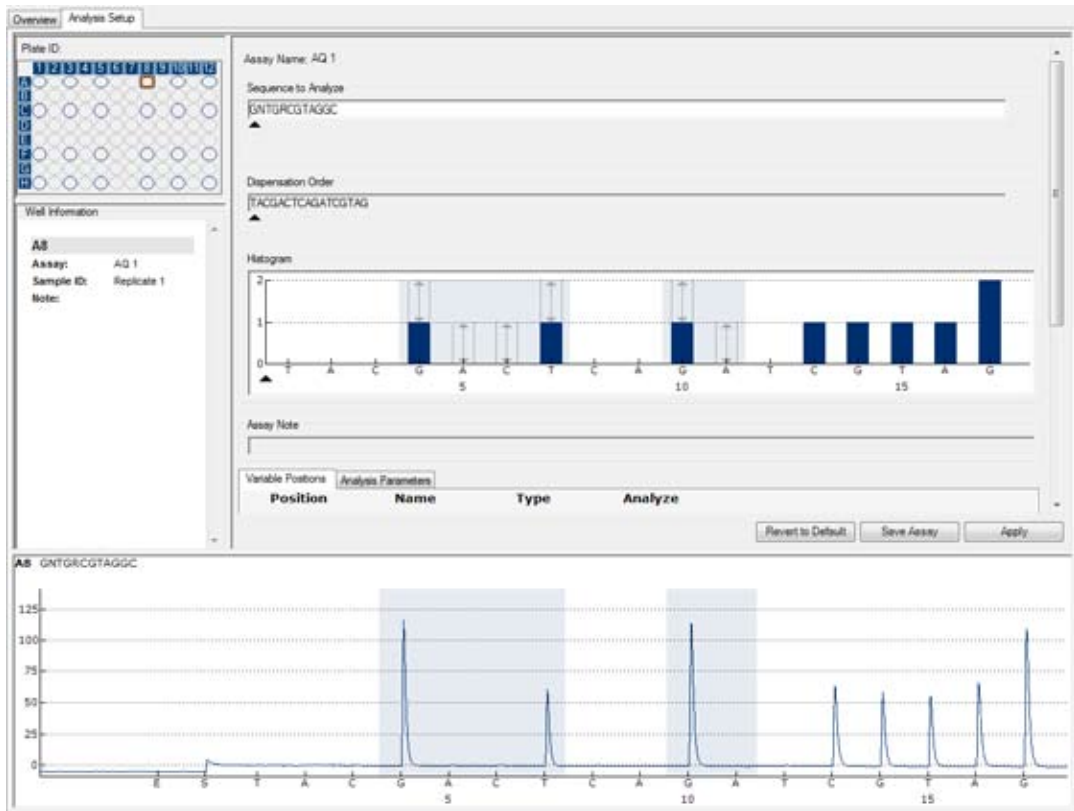 Overview Analysis Setup
Plate ID:
1 2 3 4 5 6 7 8 9 10 11 12
A
B
C
D
E
F
G
H
Well Information
A8
Assay: AQ 1
Sample ID: Replicate 1
Note:
Assay Name: AQ 1
Sequence to Analyze
GNTGRCGTAGGC
Dispensation Order
TACGACTCAGATCGTAG
Histogram
2
1
0
T A C G A C T C A G A T C G T A G
5 10 15
Assay Note
Variable Positions Analysis Parameters
Position Name Type Analyze
Revert to Default Save Assay Apply
A8 GNTGRCGTAGGC
125
100
75
50
25
0
E S T A C G A C T C A G A T C G T A G
5 10 15